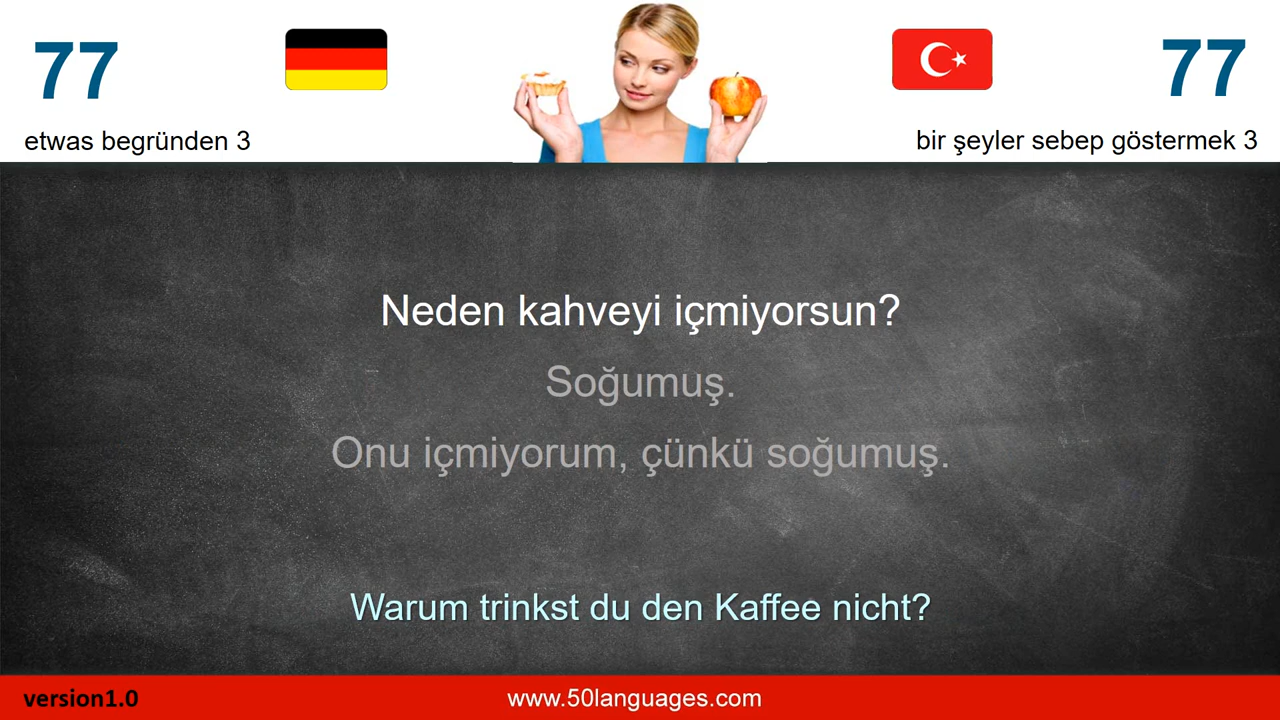 77
77
etwas begründen 3
bir şeyler sebep göstermek 3
Neden kahveyi içmiyorsun?
Soğumuş.
Onu içmiyorum, çünkü soğumuş.
Warum trinkst du den Kaffee nicht?
version1.0
www.50languages.com